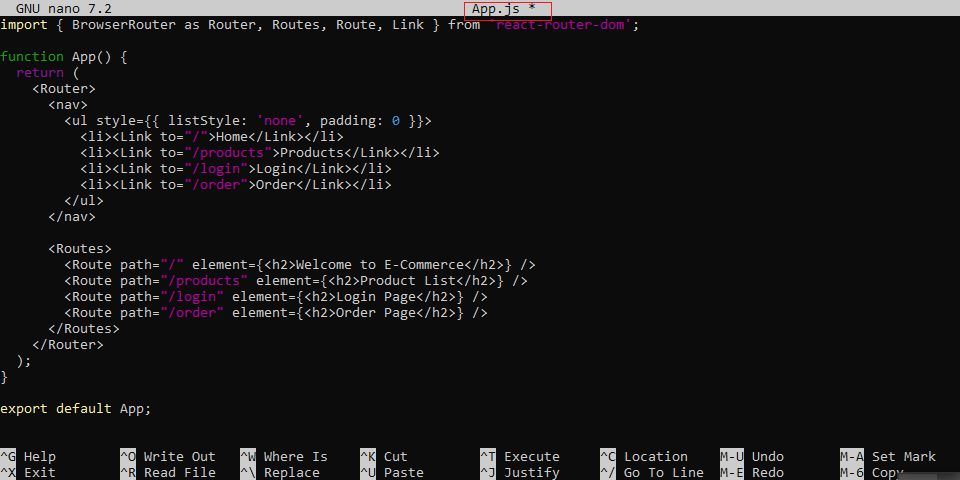 GNU nano 7.2 App.js *
import { BrowserRouter as Router, Routes, Route, Link } from 'react-router-dom';
function App() {
return (
<Router>
<nav>
<ul style={{ listStyle: 'none', padding: 0 }}>
<li><Link to="/">Home</Link></li>
<li><Link to="/products">Products</Link></li>
<li><Link to="/login">Login</Link></li>
<li><Link to="/order">Order</Link></li>
</ul>
</nav>
<Routes>
<Route path="/" element={<h2>Welcome to E-Commerce</h2>} />
<Route path="/products" element={<h2>Product List</h2>} />
<Route path="/login" element={<h2>Login Page</h2>} />
<Route path="/order" element={<h2>Order Page</h2>} />
</Routes>
</Router>
);
}
export default App;
^G Help ^O Write Out ^W Where Is ^K Cut ^T Execute ^C Location M-U Undo M-A Set Mark
^X Exit ^R Read File ^\ Replace ^U Paste ^J Justify ^/ Go To Line M-E Redo M-6 Copy